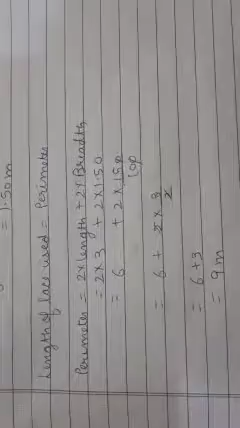 = 1.50 m
Length of lace used = Perimeter
Perimeter = 2 x length + 2 x Breadth
= 2 x 3 + 2 x 1.50
= 6 + 2 x 150/100
= 6 + 2 x 3/2
= 6 + 3
= 9 m